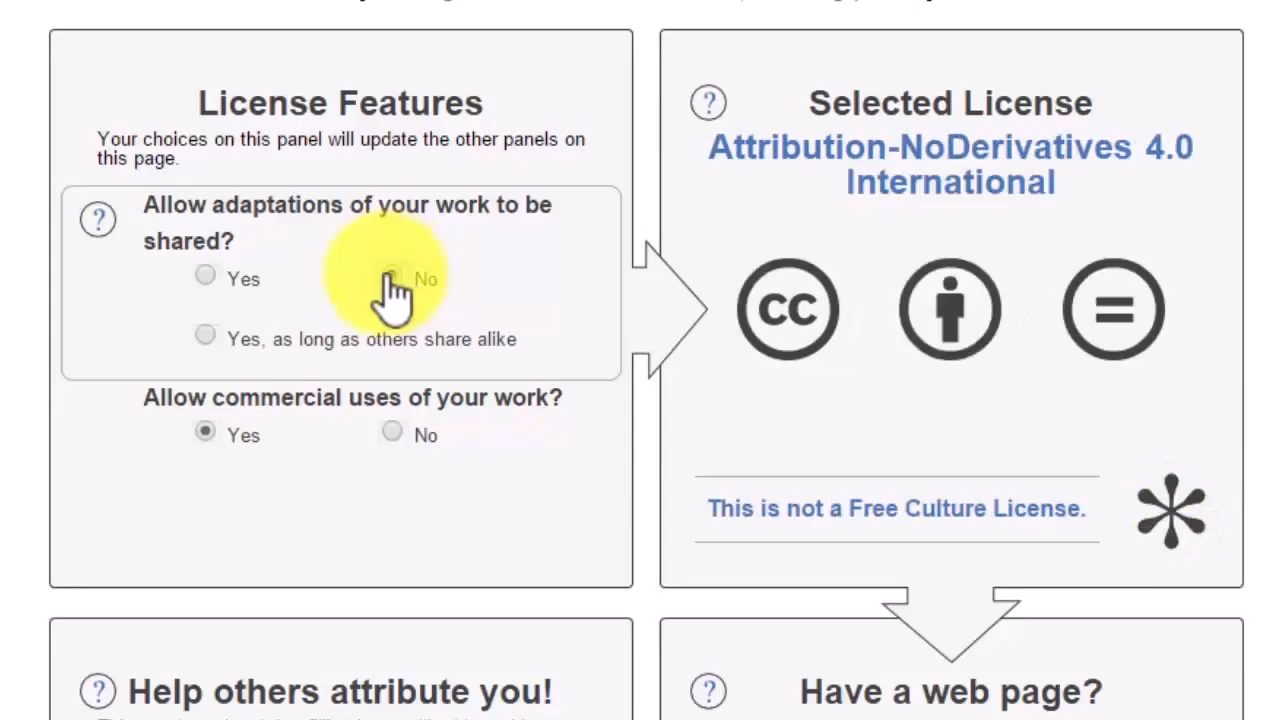 License Features
Your choices on this panel will update the other panels on
this page.
? Allow adaptations of your work to be
shared?
Yes No
Yes, as long as others share alike
Allow commercial uses of your work?
Yes No
? Selected License
Attribution-NoDerivatives 4.0
International
cc =
This is not a Free Culture License.
? Help others attribute you!
? Have a web page?